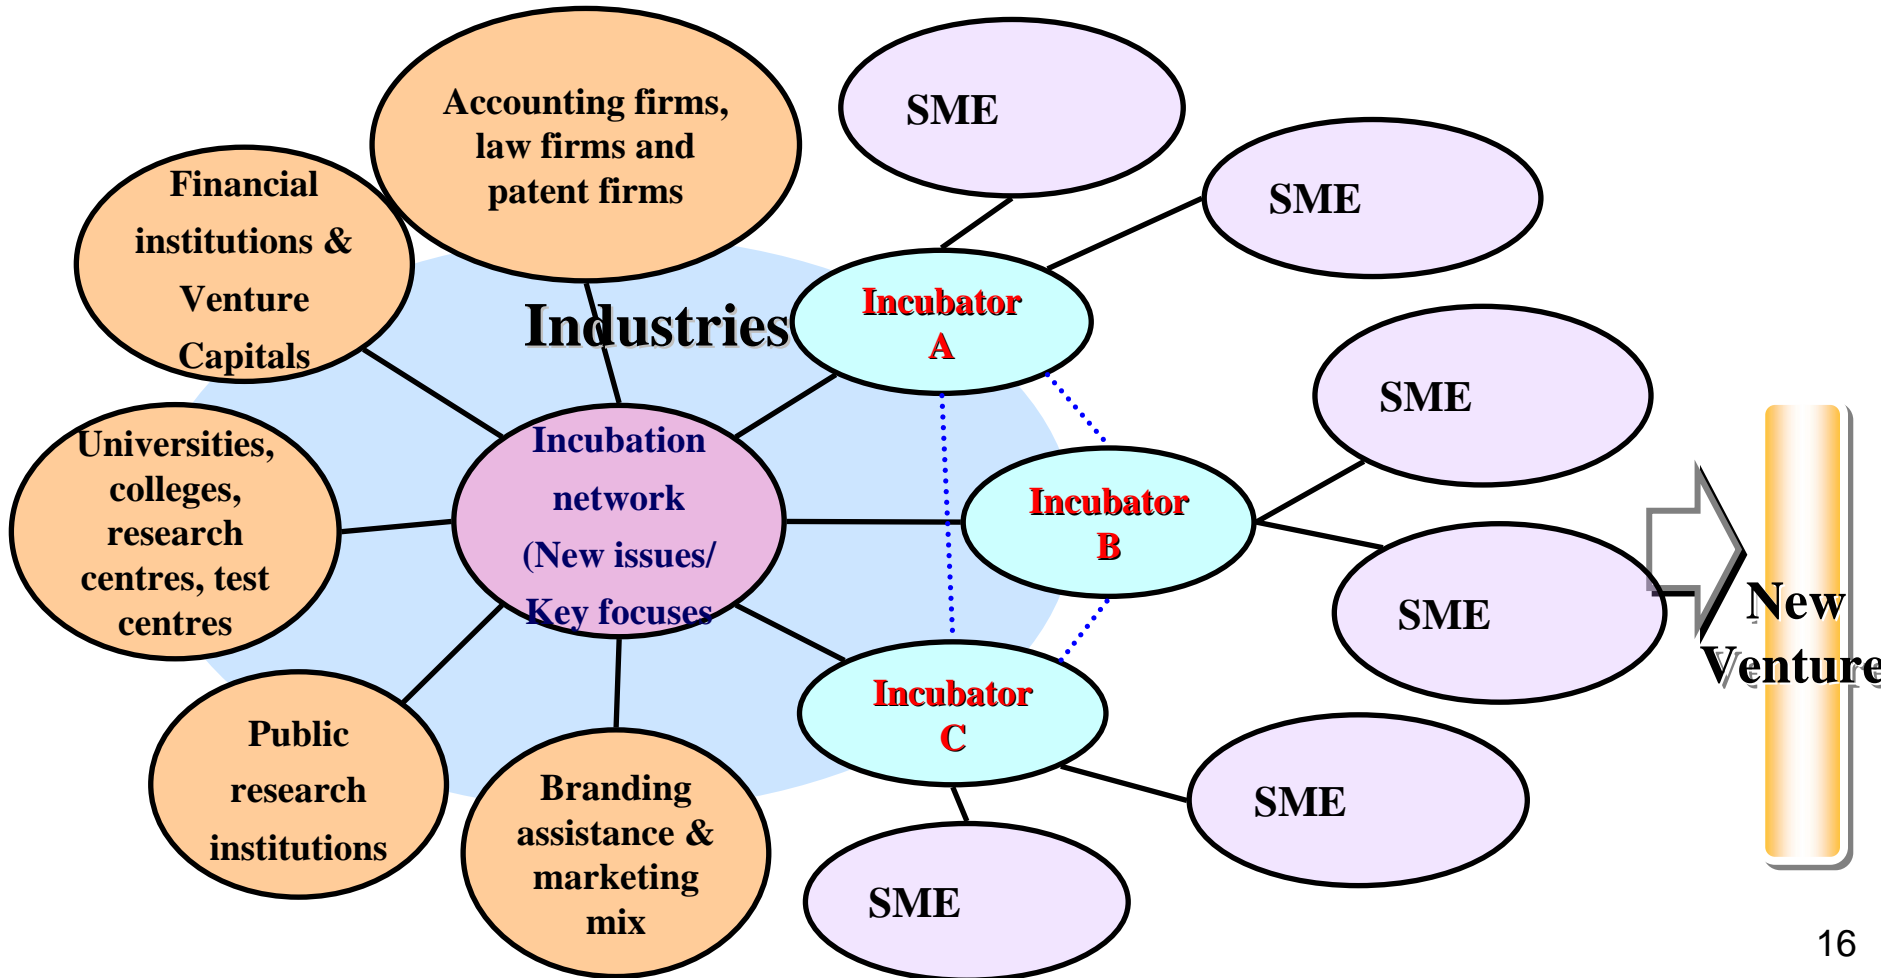 Accounting firms,
law firms and
patent firms
Financial
institutions &
Venture
Capitals
Universities,
colleges,
research
centres, test
centres
Public
research
institutions
Branding
assistance &
marketing
mix
Industries
Incubation
network
(New issues/
Key focuses
Incubator
A
Incubator
B
Incubator
C
SME
SME
SME
SME
SME
SME
New
Venture
16